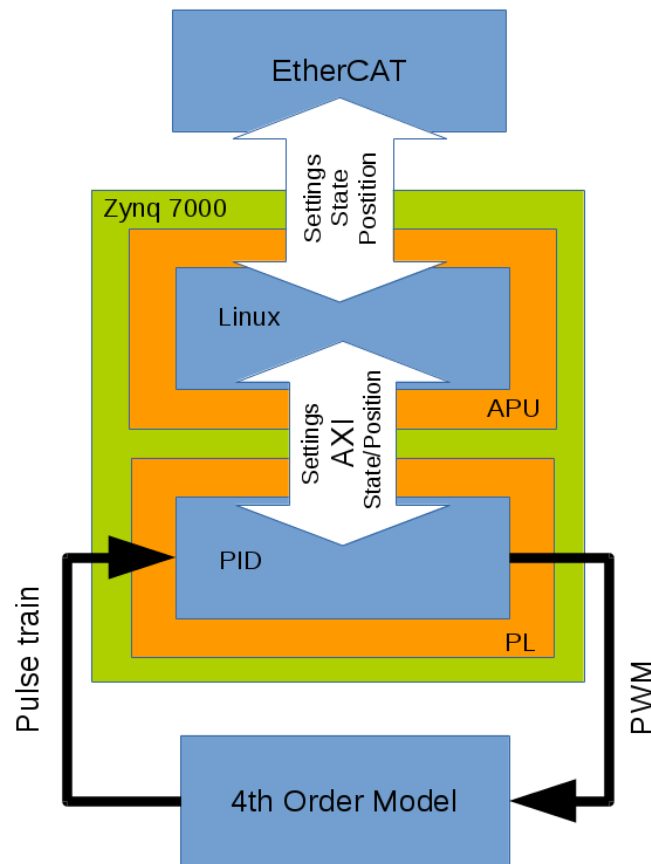 EtherCAT
Settings
State
Postition
Zynq 7000
Linux
APU
Settings
AXI
State/Position
PID
PL
Pulse train
PWM
4th Order Model